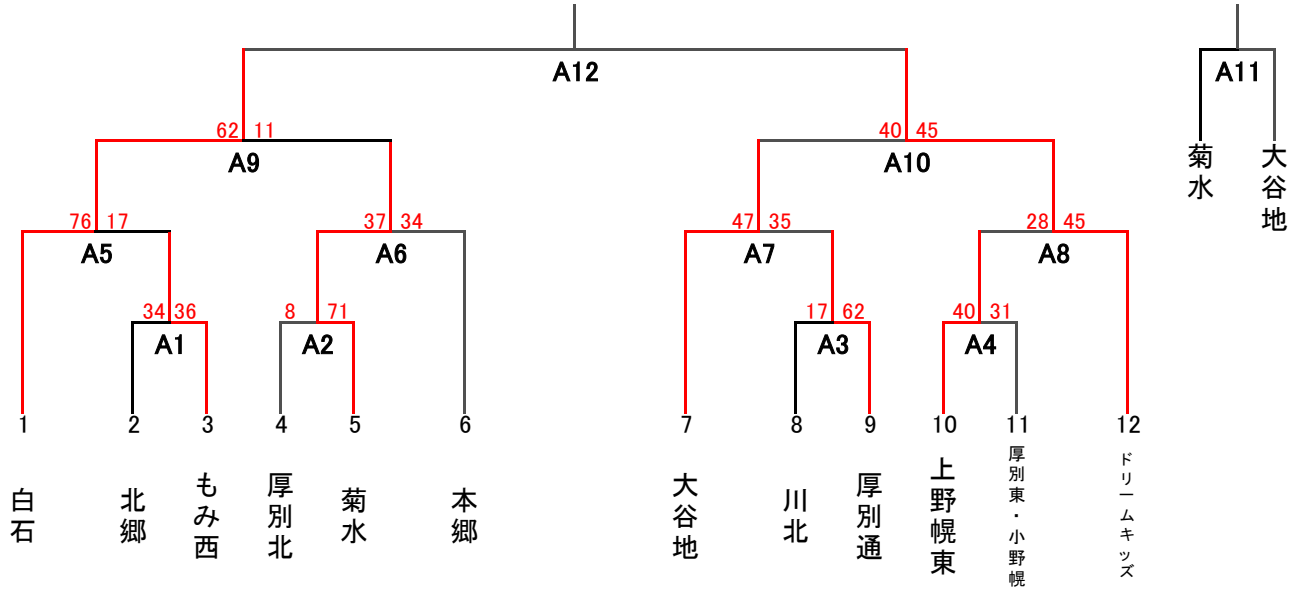 A12
A11
62 11
40 45
A9
A10
菊水
大谷地
76 17
37 34
47 35
28 45
A5
A6
A7
A8
34 36
8 71
17 62
40 31
A1
A2
A3
A4
1
2
3
4
5
6
7
8
9
10
11
12
白石
北郷
もみ西
厚別北
菊水
本郷
大谷地
川北
厚別通
上野幌東
厚別東・小野幌
ドリームキッズ